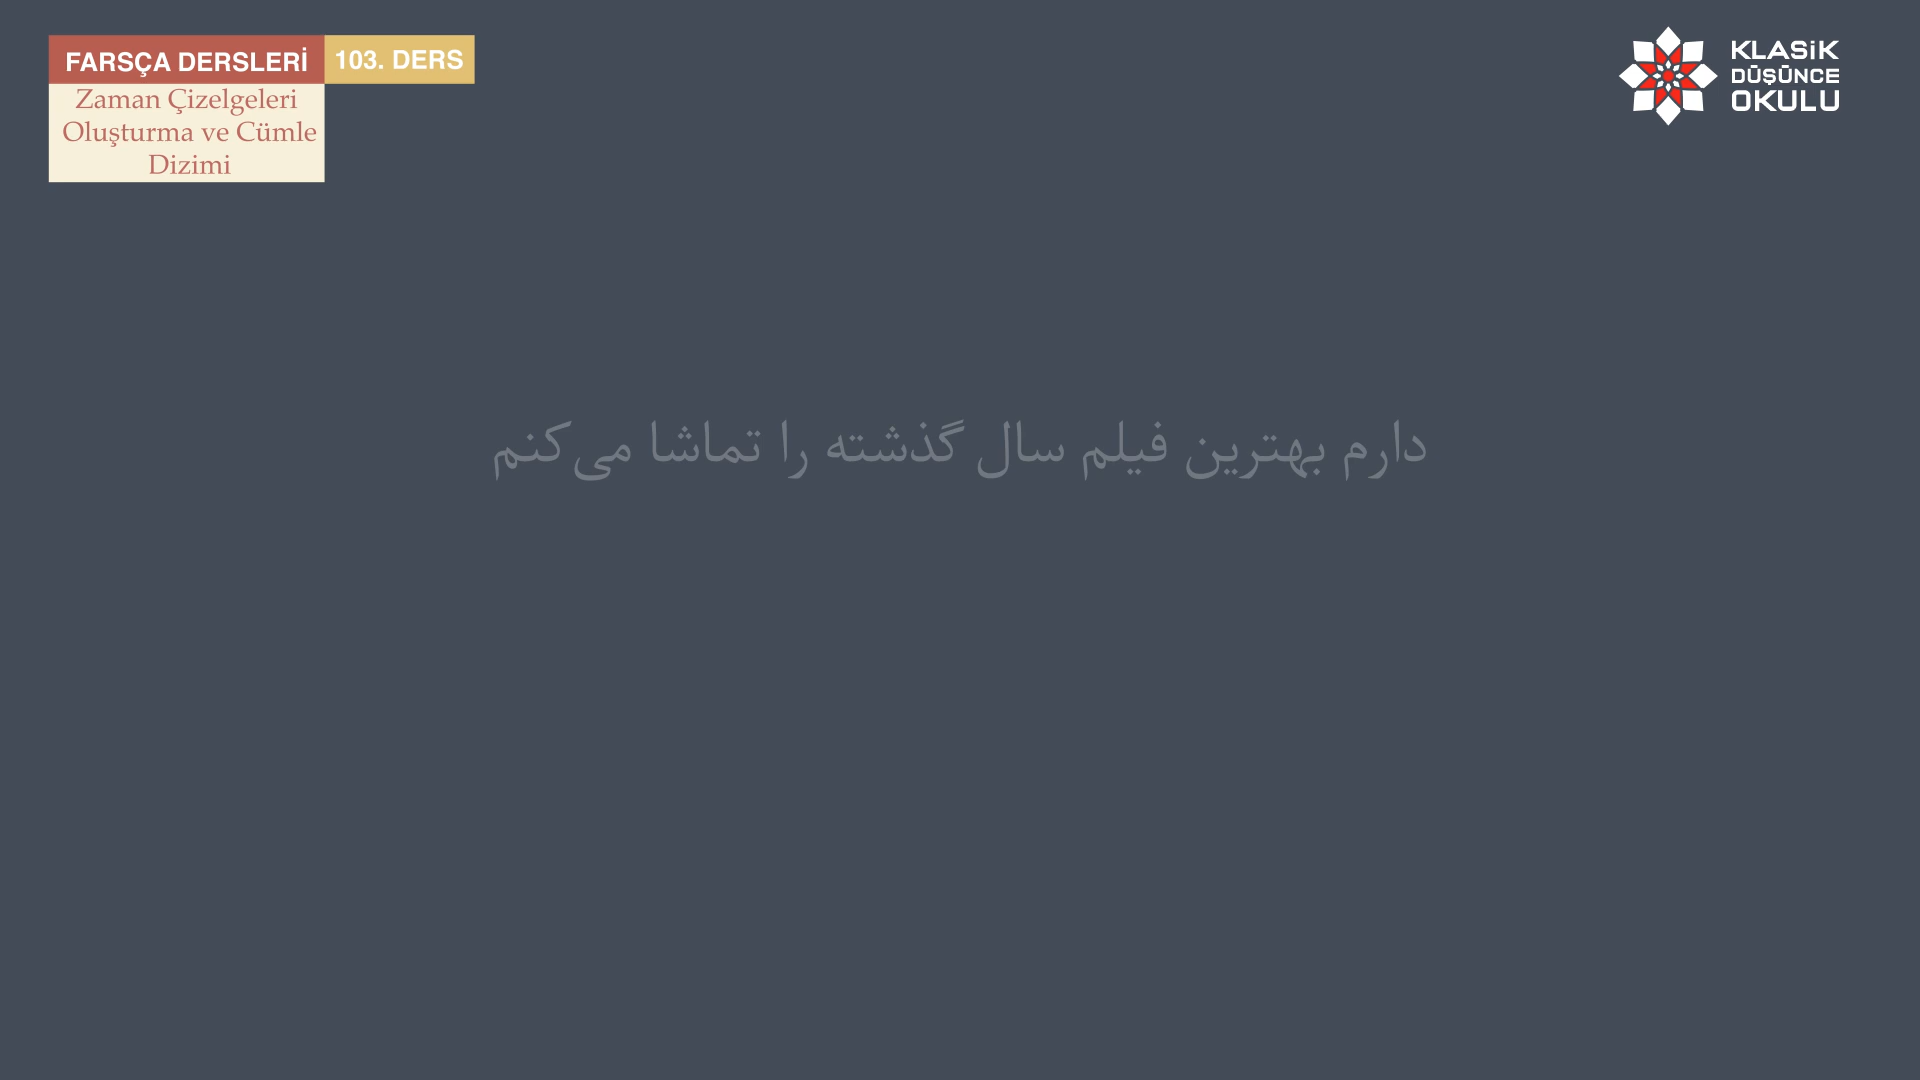 FARSÇA DERSLERİ
103. DERS
Zaman Çizelgeleri
Oluşturma ve Cümle
Dizimi
KLASiK
DÜŞÜNCE
OKULU
دارم بهترین فیلم سال گذشته را تماشا می‌کنم